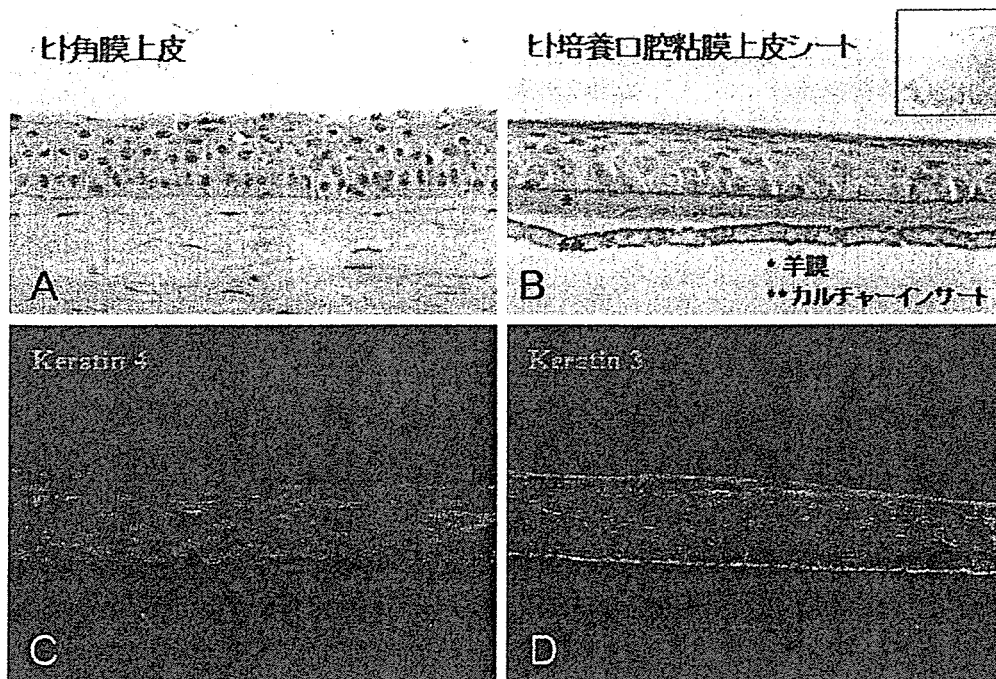 ヒト角膜上皮
ヒト培養口腔粘膜上皮シート
A
*
**
B
* 羊膜
** カルチャーインサート
Keratin 4
C
Keratin 3
D